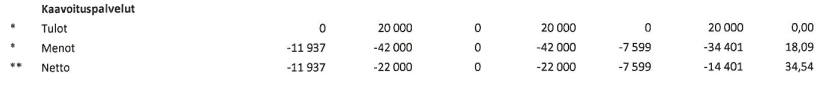 Kaavoituspalvelut
* Tulot 0 20 000 0 20 000 0 20 000 0,00
* Menot -11 937 -42 000 0 -42 000 -7 599 -34 401 18,09
** Netto -11 937 -22 000 0 -22 000 -7 599 -14 401 34,54